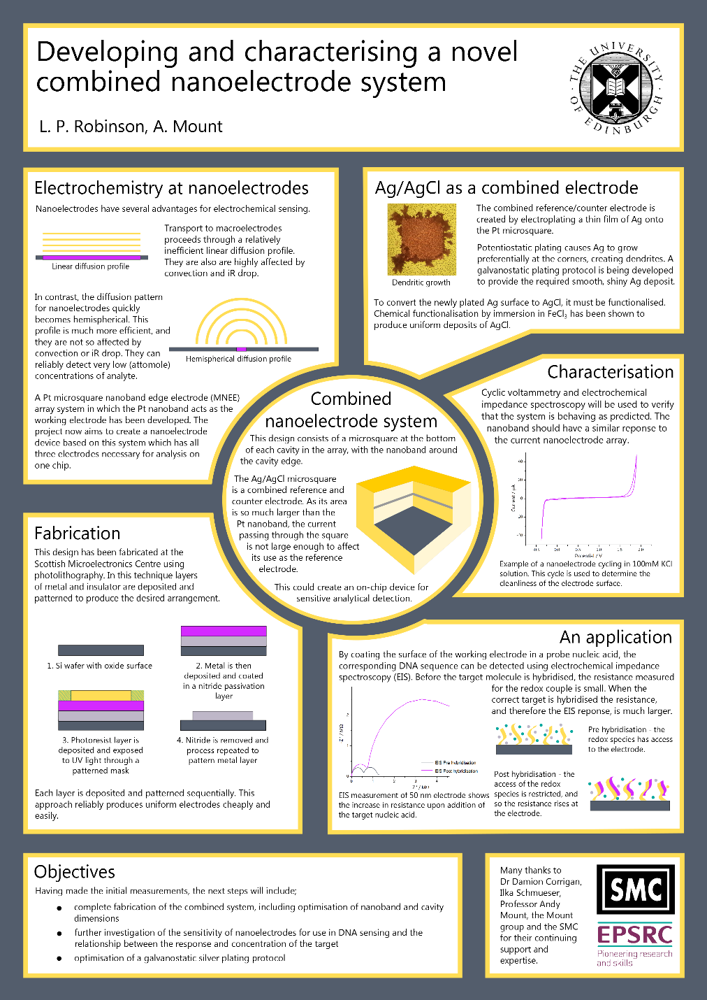 Developing and characterising a novel
combined nanoelectrode system
L. P. Robinson, A. Mount
THE UNIVERSITY OF EDINBURGH
Electrochemistry at nanoelectrodes
Nanoelectrodes have several advantages for electrochemical sensing.
Linear diffusion profile
Transport to macroelectrodes
proceeds through a relatively
inefficient linear diffusion profile.
They are also are highly affected by
convection and iR drop.
In contrast, the diffusion pattern
for nanoelectrodes quickly
becomes hemispherical. This
profile is much more efficient, and
they are not so affected by
convection or iR drop. They can
reliably detect very low (attomole)
concentrations of analyte.
Hemispherical diffusion profile
A Pt microsquare nanoband edge electrode (MNEE)
array system in which the Pt nanoband acts as the
working electrode has been developed. The
project now aims to create a nanoelectrode
device based on this system which has all
three electrodes necessary for analysis on
one chip.
Ag/AgCl as a combined electrode
Dendritic growth
The combined reference/counter electrode is
created by electroplating a thin film of Ag onto
the Pt microsquare.
Potentiostatic plating causes Ag to grow
preferentially at the corners, creating dendrites. A
galvanostatic plating protocol is being developed
to provide the required smooth, shiny Ag deposit.
To convert the newly plated Ag surface to AgCl, it must be functionalised.
Chemical functionalisation by immersion in FeCl3 has been shown to
produce uniform deposits of AgCl.
Combined
nanoelectrode system
This design consists of a microsquare at the bottom
of each cavity in the array, with the nanoband around
the cavity edge.
The Ag/AgCl microsquare
is a combined reference and
counter electrode. As its area
is so much larger than the
Pt nanoband, the current
passing through the square
is not large enough to affect
its use as the reference
electrode.
This could create an on-chip device for
sensitive analytical detection.
Characterisation
Cyclic voltammetry and electrochemical
impedance spectroscopy will be used to verify
that the system is behaving as predicted. The
nanoband should have a similar reponse to
the current nanoelectrode array.
Current / µA
40
20
0
-20
-40
-0.5 0.0 0.5 1.0 1.5 2.0
Potential / V
Example of a nanoelectrode cycling in 100mM KCl
solution. This cycle is used to determine the
cleanliness of the electrode surface.
Fabrication
This design has been fabricated at the
Scottish Microelectronics Centre using
photolithography. In this technique layers
of metal and insulator are deposited and
patterned to produce the desired arrangement.
1. Si wafer with oxide surface
2. Metal is then
deposited and coated
in a nitride passivation
layer
3. Photoresist layer is
deposited and exposed
to UV light through a
patterned mask
4. Nitride is removed and
process repeated to
pattern metal layer
Each layer is deposited and patterned sequentially. This
approach reliably produces uniform electrodes cheaply and
easily.
An application
By coating the surface of the working electrode in a probe nucleic acid, the
corresponding DNA sequence can be detected using electrochemical impedance
spectroscopy (EIS). Before the target molecule is hybridised, the resistance measured
for the redox couple is small. When the
correct target is hybridised the resistance,
and therefore the EIS reponse, is much larger.
2
1
0
0 1 2 3 4
EIS Pre hybridisation
EIS Post hybridisation
EIS measurement of 50 nm electrode shows
the increase in resistance upon addition of
the target nucleic acid.
Pre hybridisation - the
redox species has access
to the electrode.
Post hybridisation - the
access of the redox
species is restricted, and
so the resistance rises at
the electrode.
Objectives
Having made the initial measurements, the next steps will include;
● complete fabrication of the combined system, including optimisation of nanoband and cavity
dimensions
● further investigation of the sensitivity of nanoelectrodes for use in DNA sensing and the
relationship between the response and concentration of the target
● optimisation of a galvanostatic silver plating protocol
Many thanks to
Dr Damion Corrigan,
Ilka Schmueser,
Professor Andy
Mount, the Mount
group and the SMC
for their continuing
support and
expertise.
SMC
EPSRC
Pioneering research
and skills